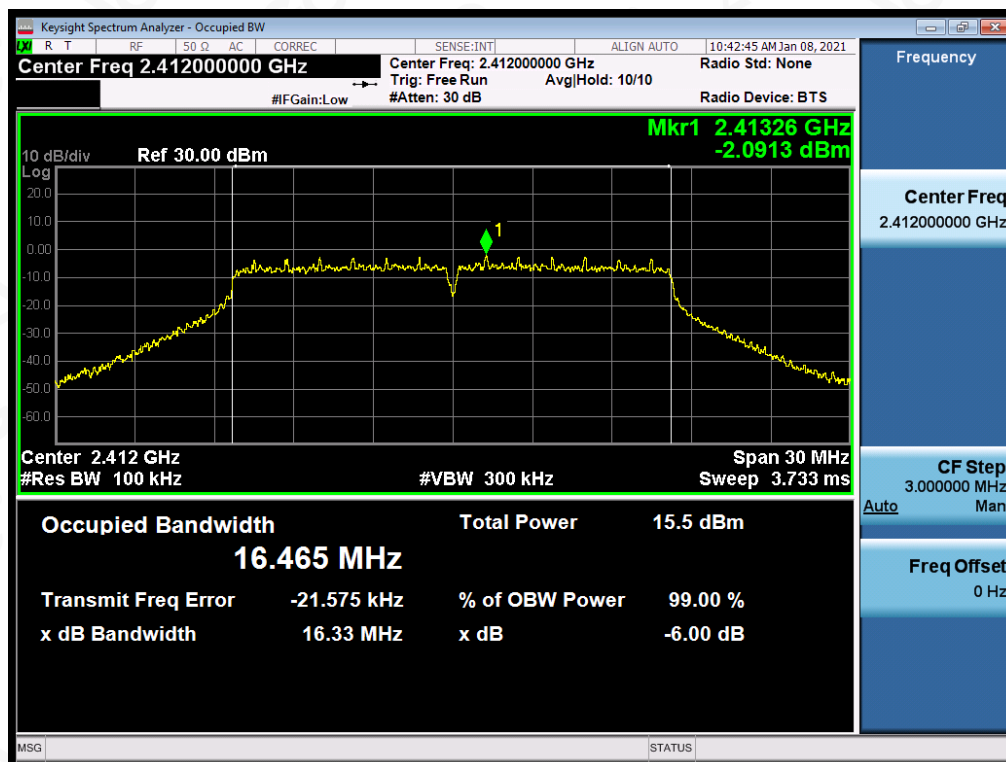 Keysight Spectrum Analyzer - Occupied BW
LXI R T RF 50 Ω AC CORREC SENSE:INT ALIGN AUTO 10:42:45 AM Jan 08, 2021
Center Freq 2.412000000 GHz
Center Freq: 2.412000000 GHz Radio Std: None
Trig: Free Run Avg|Hold: 10/10
#IFGain:Low #Atten: 30 dB Radio Device: BTS
Frequency
Mkr1 2.41326 GHz
-2.0913 dBm
10 dB/div Ref 30.00 dBm
Log
20.0
10.0
0.00
-10.0
-20.0
-30.0
-40.0
-50.0
-60.0
1
Center 2.412 GHz Span 30 MHz
#Res BW 100 kHz #VBW 300 kHz Sweep 3.733 ms
Center Freq
2.412000000 GHz
CF Step
3.000000 MHz
Auto Man
Freq Offset
0 Hz
Occupied Bandwidth Total Power 15.5 dBm
16.465 MHz
Transmit Freq Error -21.575 kHz % of OBW Power 99.00 %
x dB Bandwidth 16.33 MHz x dB -6.00 dB
MSG STATUS